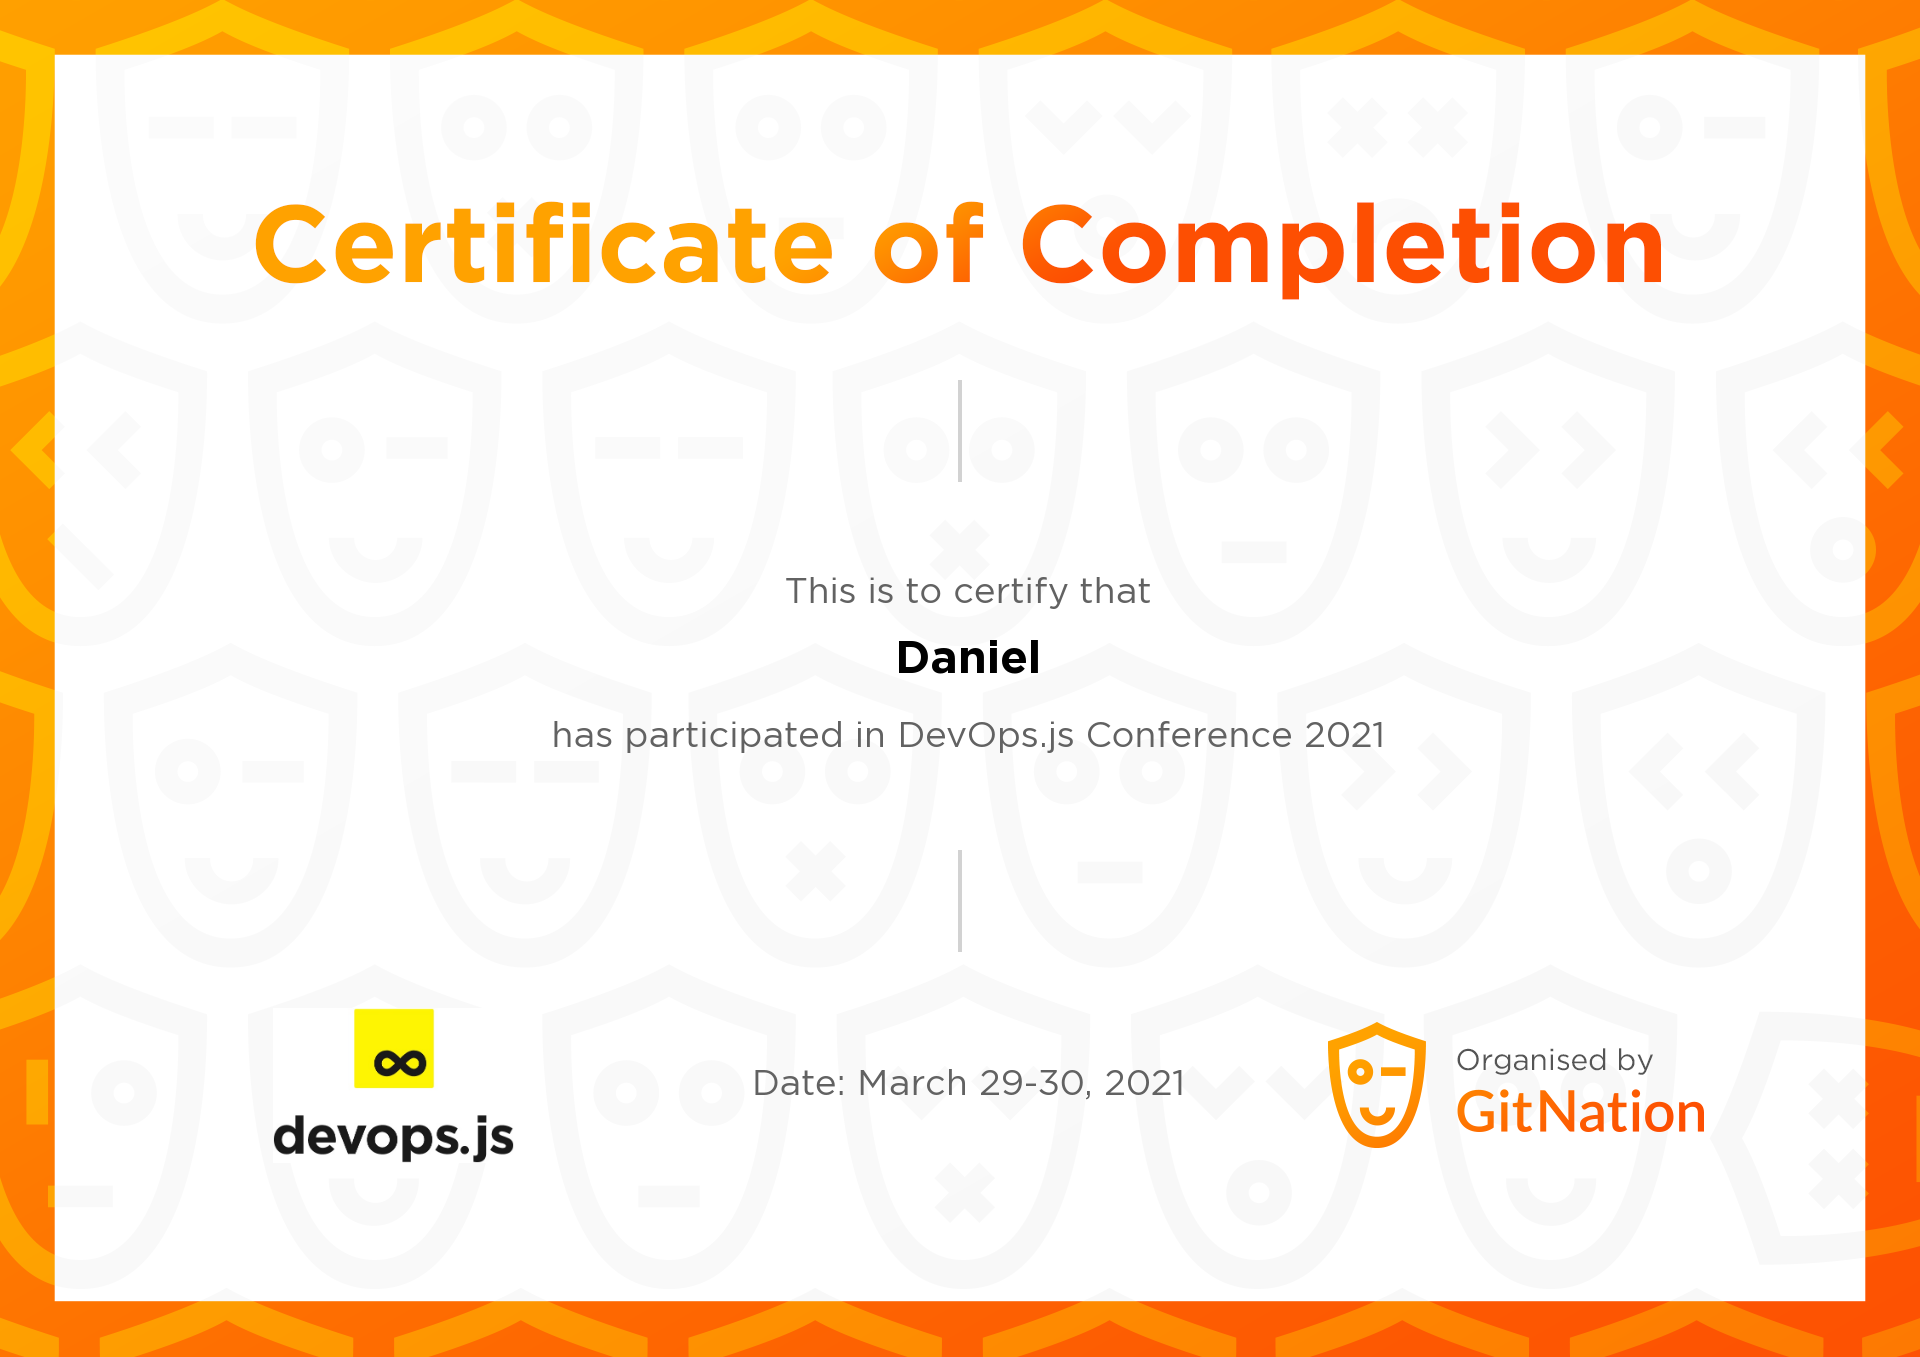 Certificate of Completion
This is to certify that
Daniel
has participated in DevOps.js Conference 2021
devops.js
Date: March 29-30, 2021
Organised by
GitNation